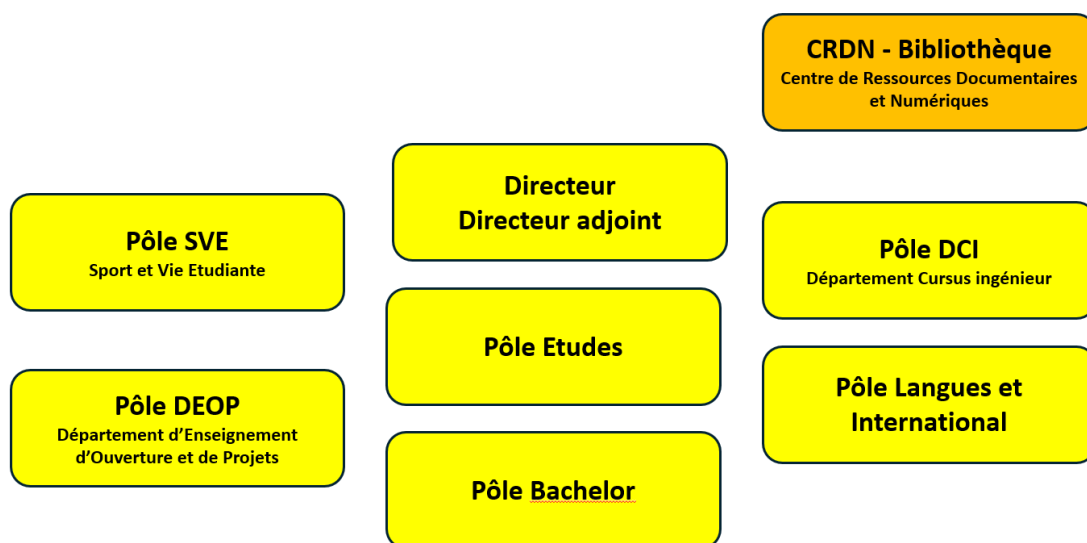 CRDN - Bibliothèque
Centre de Ressources Documentaires
et Numériques
Directeur
Directeur adjoint
Pôle SVE
Sport et Vie Etudiante
Pôle DCI
Département Cursus ingénieur
Pôle Etudes
Pôle DEOP
Département d’Enseignement
d’Ouverture et de Projets
Pôle Langues et
International
Pôle Bachelor